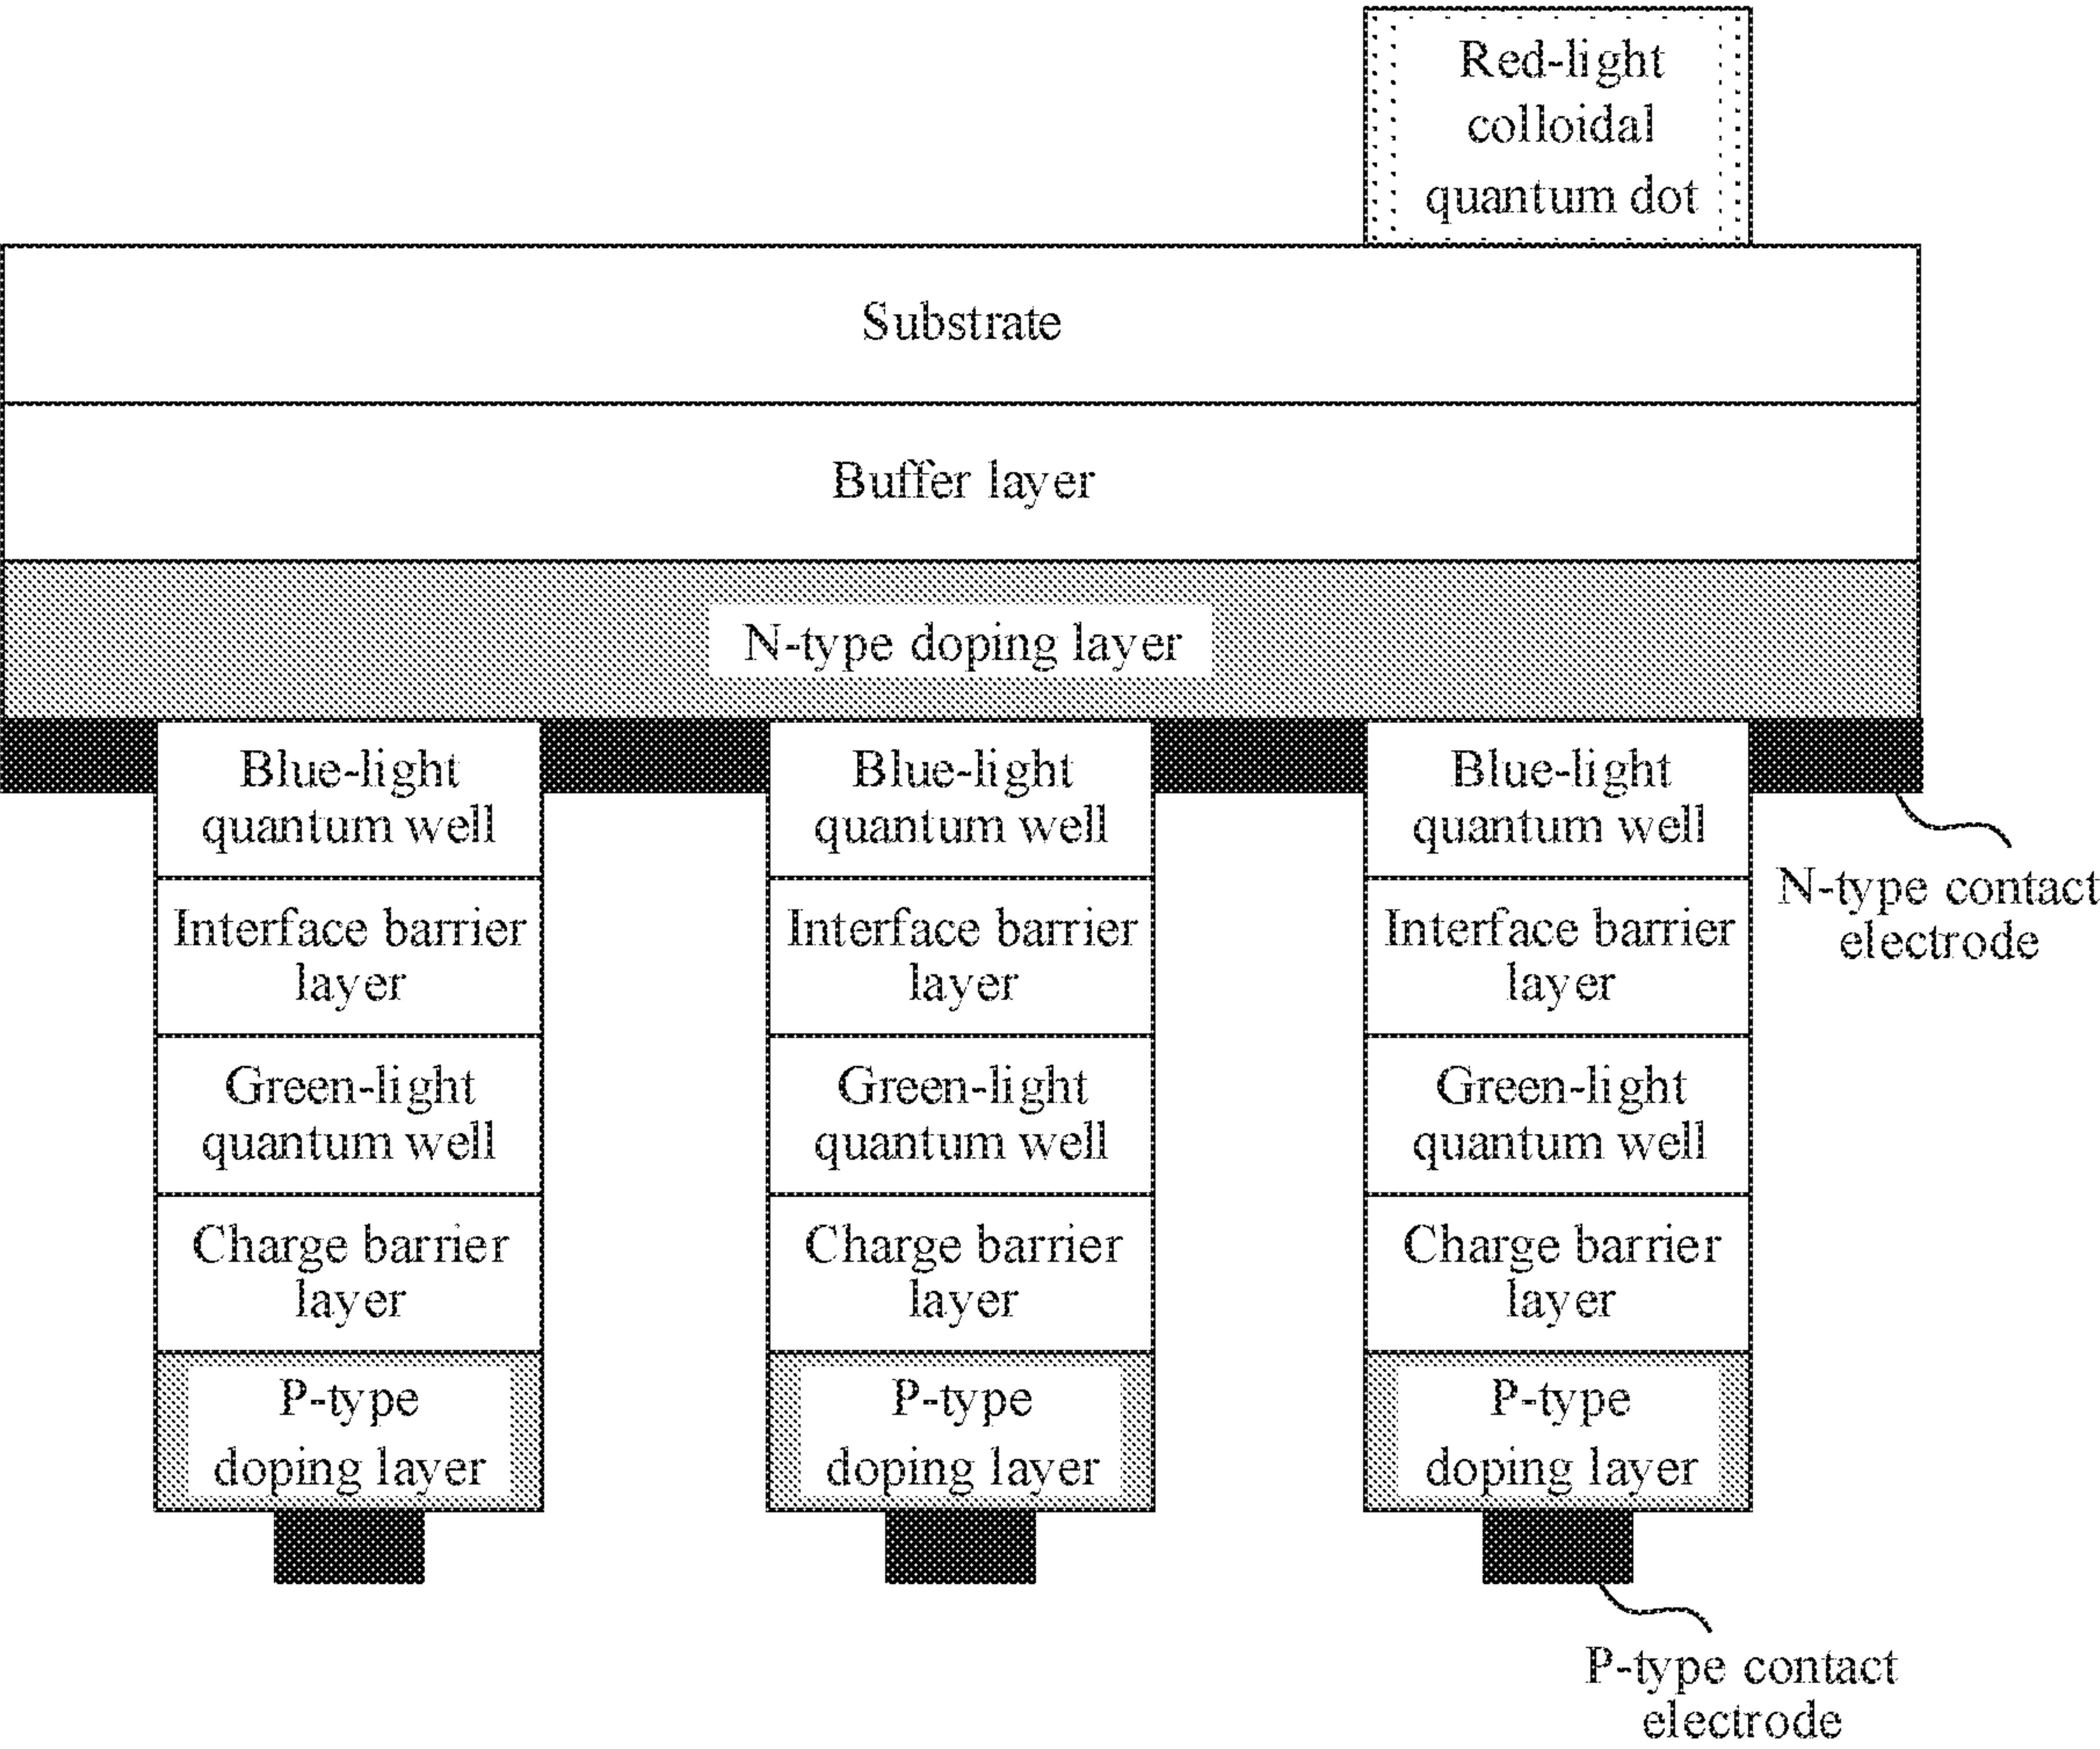 Red-light
colloidal
quantum dot
Substrate
Buffer layer
N-type doping layer
Blue-light
quantum well
Blue-light
quantum well
Blue-light
quantum well
N-type contact
electrode
Interface barrier
layer
Interface barrier
layer
Interface barrier
layer
Green-light
quantum well
Green-light
quantum well
Green-light
quantum well
Charge barrier
layer
Charge barrier
layer
Charge barrier
layer
P-type
doping layer
P-type
doping layer
P-type
doping layer
P-type contact
electrode